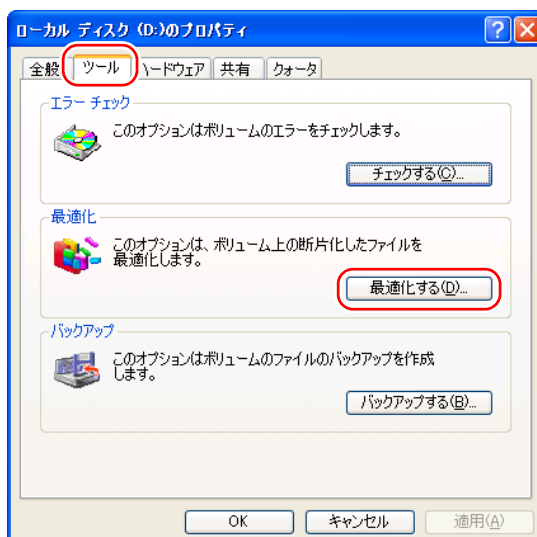 ローカル ディスク (D:)のプロパティ
全般 ツール ハードウェア 共有 クォータ
エラー チェック
このオプションはボリュームのエラーをチェックします。
チェックする(C)...
最適化
このオプションは、ボリューム上の断片化したファイルを
最適化します。
最適化する(D)...
バックアップ
このオプションはボリュームのファイルのバックアップを作成
します。
バックアップする(B)...
OK キャンセル 適用(A)